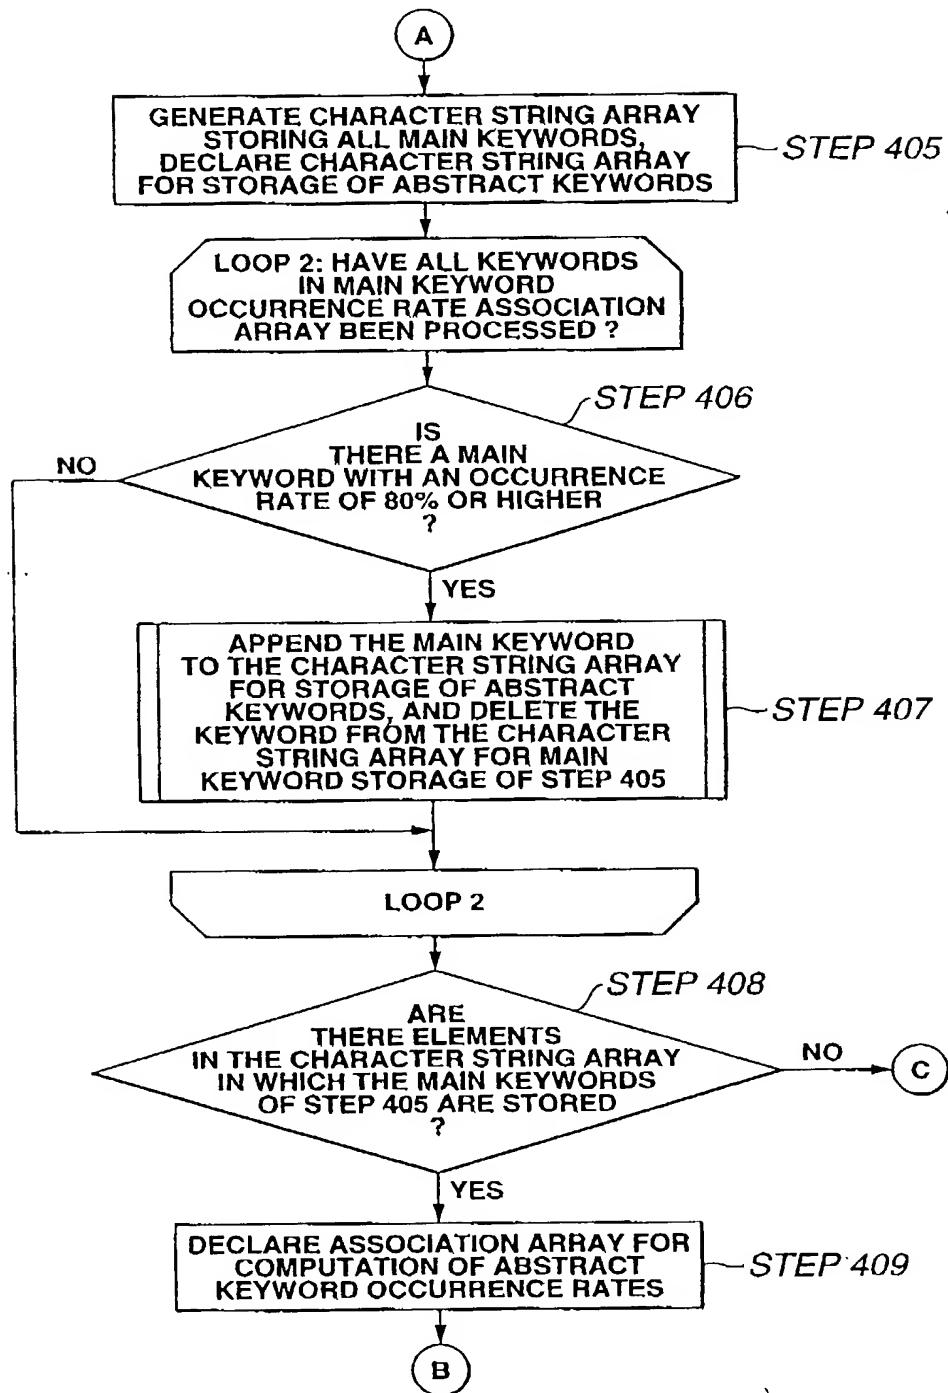 A
GENERATE CHARACTER STRING ARRAY
STORING ALL MAIN KEYWORDS,
DECLARE CHARACTER STRING ARRAY
FOR STORAGE OF ABSTRACT KEYWORDS
STEP 405
LOOP 2: HAVE ALL KEYWORDS
IN MAIN KEYWORD
OCCURRENCE RATE ASSOCIATION
ARRAY BEEN PROCESSED ?
STEP 406
IS
THERE A MAIN
KEYWORD WITH AN OCCURRENCE
RATE OF 80% OR HIGHER
?
NO
YES
APPEND THE MAIN KEYWORD
TO THE CHARACTER STRING ARRAY
FOR STORAGE OF ABSTRACT
KEYWORDS, AND DELETE THE
KEYWORD FROM THE CHARACTER
STRING ARRAY FOR MAIN
KEYWORD STORAGE OF STEP 405
STEP 407
LOOP 2
STEP 408
ARE
THERE ELEMENTS
IN THE CHARACTER STRING ARRAY
IN WHICH THE MAIN KEYWORDS
OF STEP 405 ARE STORED
?
NO
C
YES
DECLARE ASSOCIATION ARRAY FOR
COMPUTATION OF ABSTRACT
KEYWORD OCCURRENCE RATES
STEP 409
B